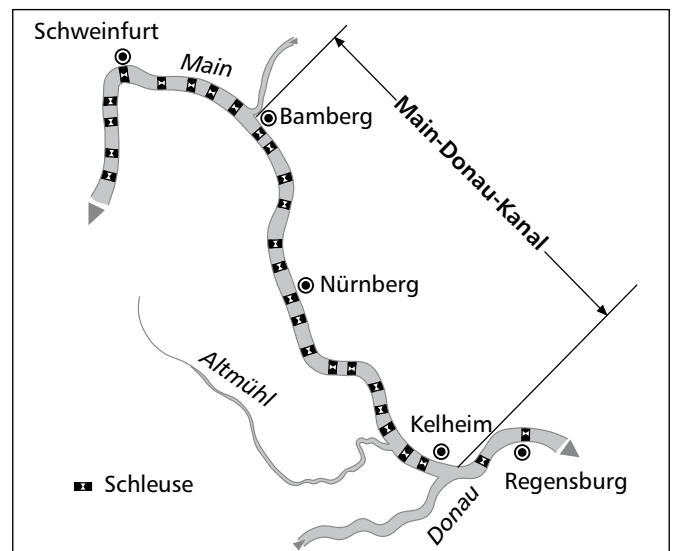 Schweinfurt
Main
Bamberg
Main-Donau-Kanal
Nürnberg
Altmühl
Kelheim
Schleuse
Regensburg
Donau